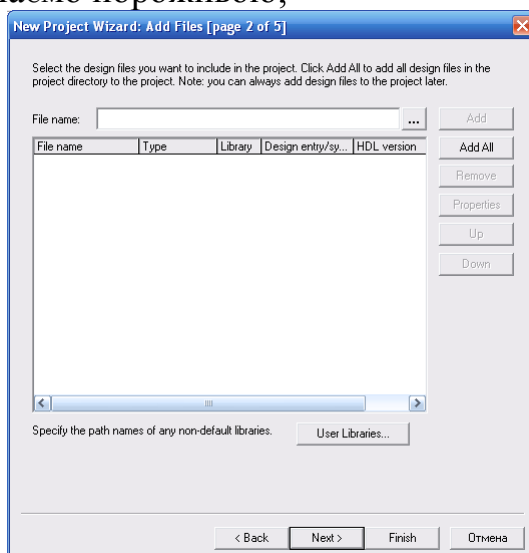 порожньою,
New Project Wizard: Add Files [page 2 of 5]
Select the design files you want to include in the project. Click Add All to add all design files in the
project directory to the project. Note: you can always add design files to the project later.
File name: ... Add
File name Type Library Design entry/sy... HDL version Add All
Remove
Properties
Up
Down
Specify the path names of any non-default libraries. User Libraries...
< Back Next > Finish Отмена